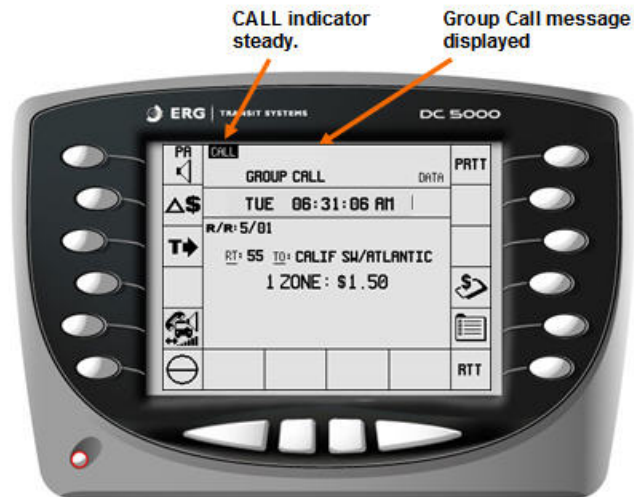 CALL indicator steady.
Group Call message displayed
ERG TRANSIT SYSTEMS DC 5000
PA CALL
GROUP CALL DATA PRTT
Δ$ TUE 06:31:06 AM
R/R: 5/01
T
RT: 55 TO: CALIF SW/ATLANTIC
1 ZONE: $1.50
$
RTT